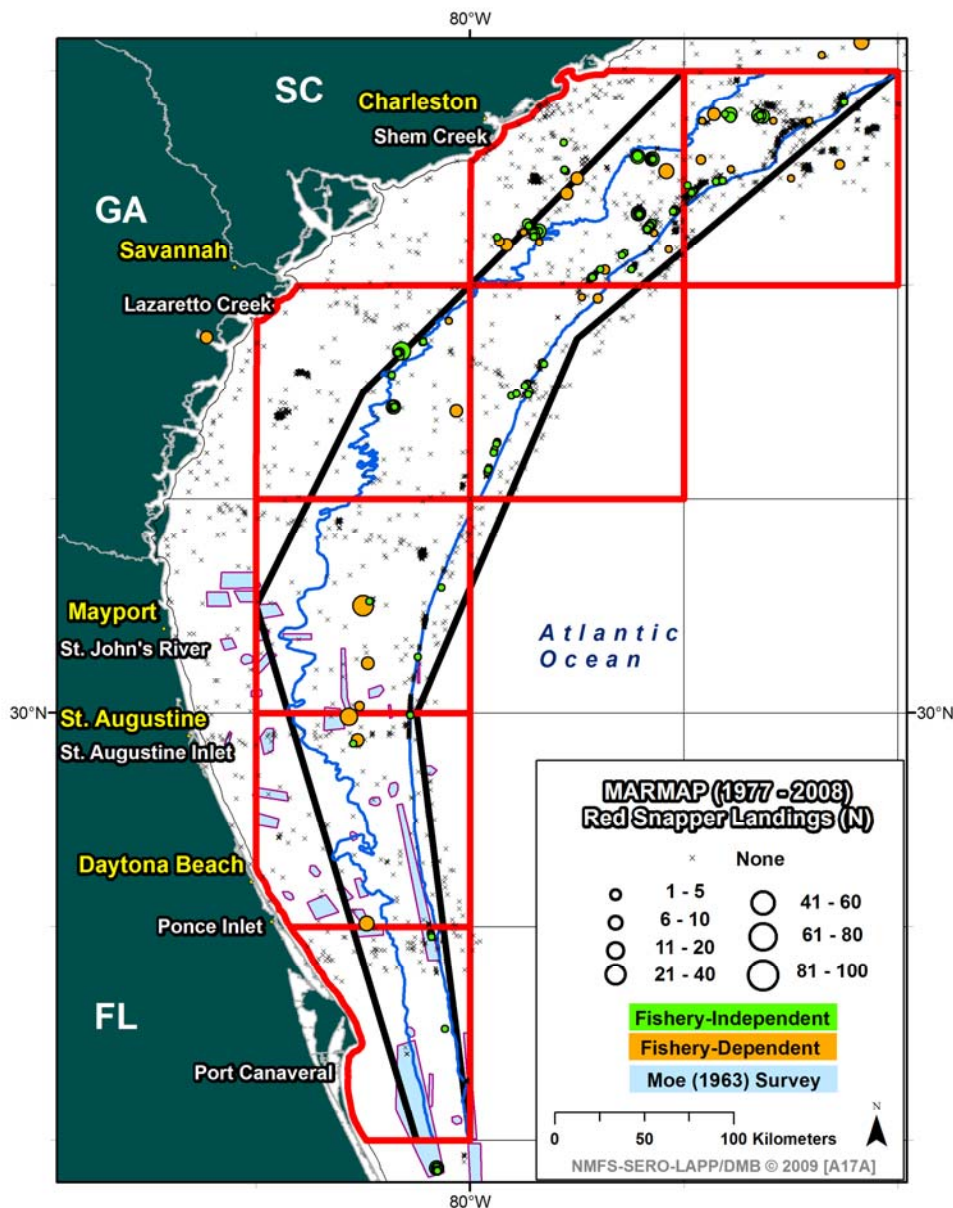 80°W
SC
Charleston
Shem Creek
GA
Savannah
Lazaretto Creek
Mayport
St. John's River
Atlantic
Ocean
30°N
30°N
St. Augustine
St. Augustine Inlet
Daytona Beach
Ponce Inlet
FL
Port Canaveral
MARMAP (1977 - 2008)
Red Snapper Landings (N)
None
1 - 5
6 - 10
11 - 20
21 - 40
41 - 60
61 - 80
81 - 100
Fishery-Independent
Fishery-Dependent
Moe (1963) Survey
N
0 50 100 Kilometers
NMFS-SERO-LAPP/DMB © 2009 [A17A]
80°W